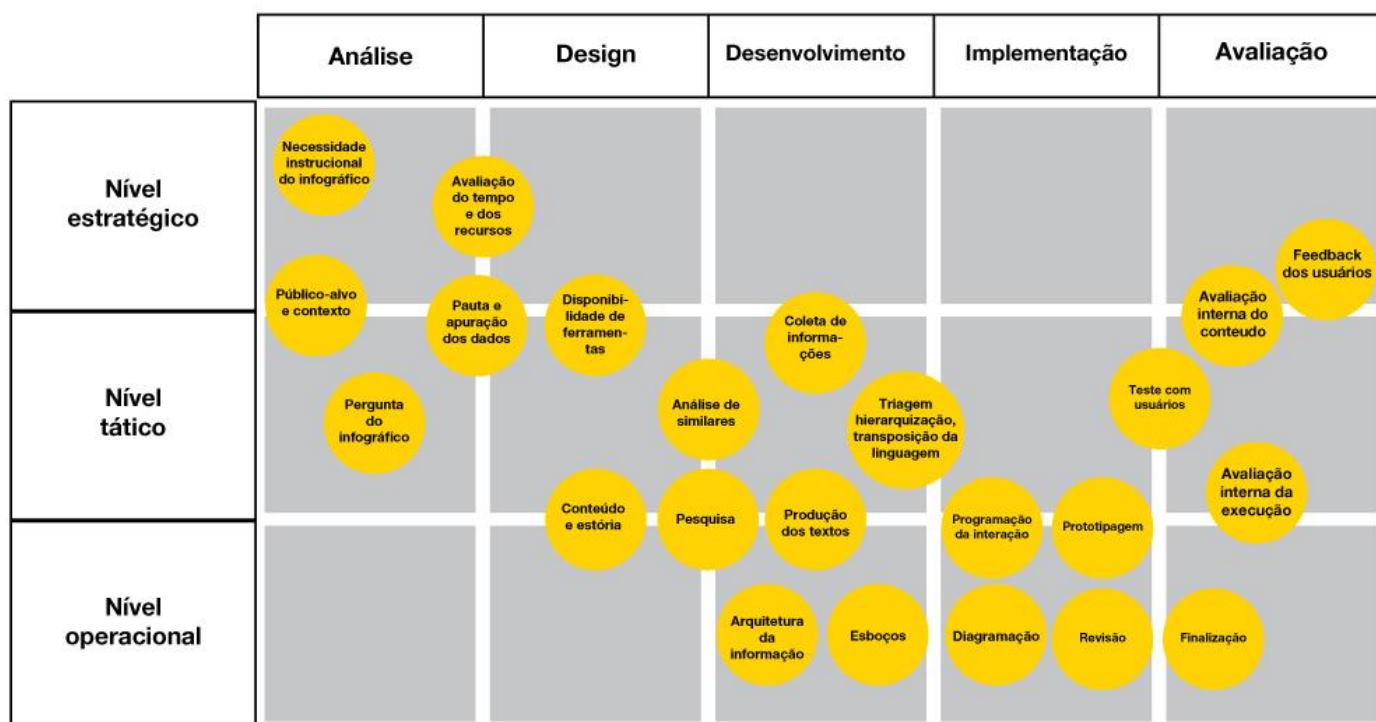 Análise
Design
Desenvolvimento
Implementação
Avaliação
Nível
estratégico
Necessidade
instrucional
do infográfico
Avaliação
do tempo
e dos
recursos
Feedback
dos usuários
Público-alvo
e contexto
Pauta e
apuração
dos dados
Disponibi-
lidade de
ferramen-
tas
Coleta de
informa-
ções
Avaliação
interna do
conteudo
Nível
tático
Pergunta
do
infográfico
Análise de
similares
Triagem
hierarquização,
transposição da
linguagem
Teste com
usuários
Avaliação
interna da
execução
Conteúdo
e estória
Pesquisa
Produção
dos textos
Programação
da interação
Prototipagem
Nível
operacional
Arquitetura
da
informação
Esboços
Diagramação
Revisão
Finalização